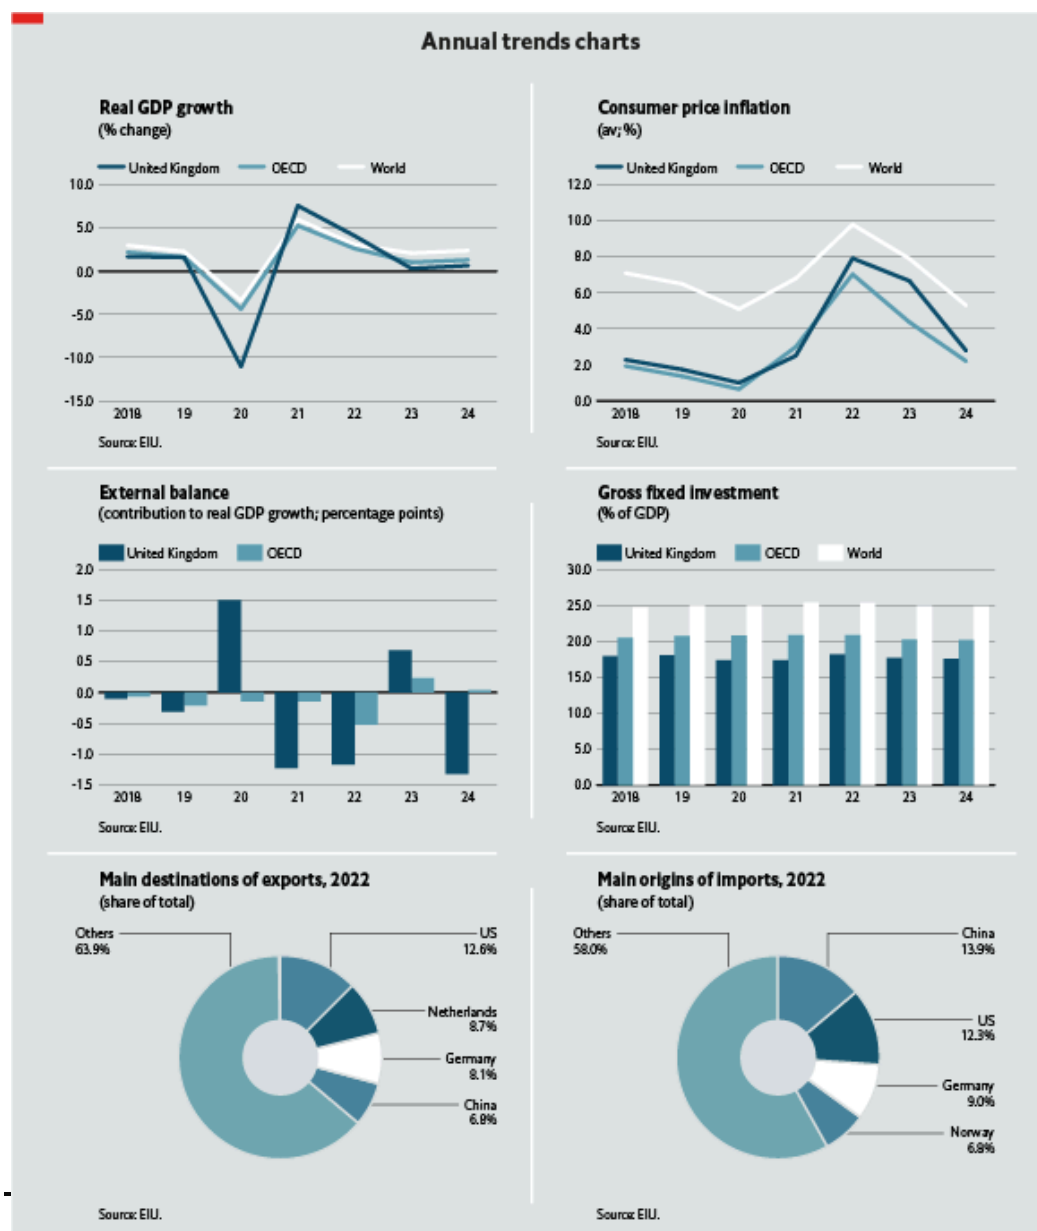 Annual trends charts
Real GDP growth
(% change)
United Kingdom OECD World
10.0
5.0
0.0
-5.0
-10.0
-15.0
2018 19 20 21 22 23 24
Source: EIU.
Consumer price inflation
(av; %)
United Kingdom OECD World
12.0
10.0
8.0
6.0
4.0
2.0
0.0
2018 19 20 21 22 23 24
Source: EIU.
External balance
(contribution to real GDP growth; percentage points)
United Kingdom OECD
2.0
1.5
1.0
0.5
0.0
-0.5
-1.0
-1.5
2018 19 20 21 22 23 24
Source: EIU.
Gross fixed investment
(% of GDP)
United Kingdom OECD World
30.0
25.0
20.0
15.0
10.0
5.0
0.0
2018 19 20 21 22 23 24
Source: EIU.
Main destinations of exports, 2022
(share of total)
Others
63.9%
US
12.6%
Netherlands
8.7%
Germany
8.1%
China
6.8%
Source: EIU.
Main origins of imports, 2022
(share of total)
Others
58.0%
China
13.9%
US
12.3%
Germany
9.0%
Norway
6.8%
Source: EIU.